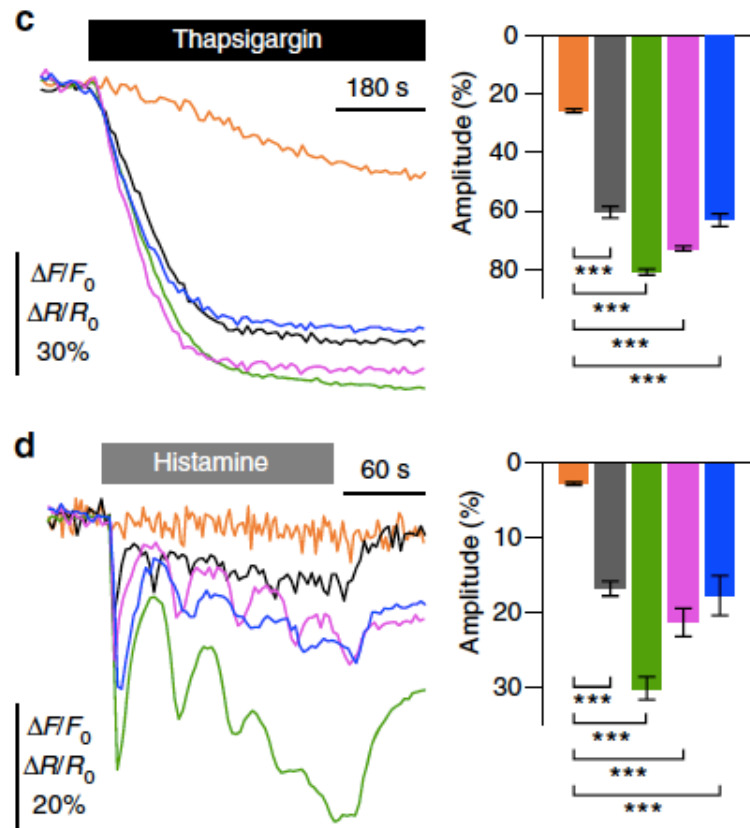 c
Thapsigargin
180 s
ΔF/F0
ΔR/R0
30%
Amplitude (%)
0
20
40
60
80
***
***
***
***
d
Histamine
60 s
ΔF/F0
ΔR/R0
20%
Amplitude (%)
0
10
20
30
***
***
***
***